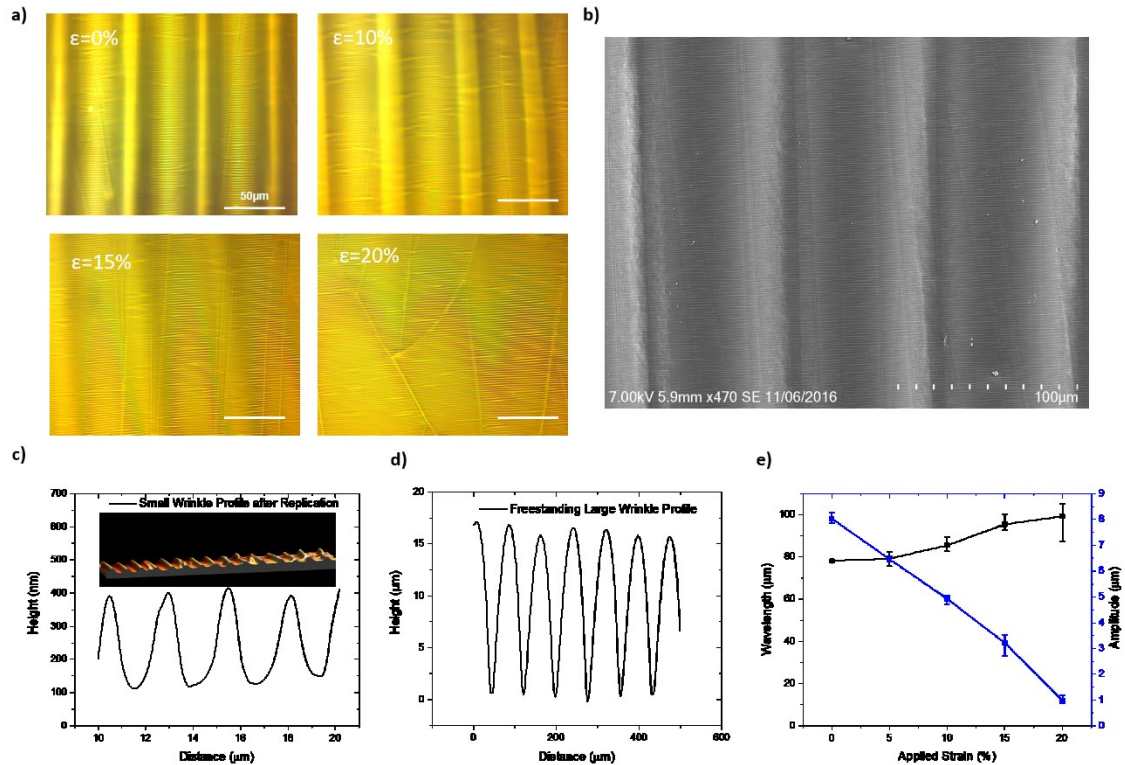 a)
ε=0%
50µm
ε=10%
ε=15%
ε=20%
b)
7.00kV 5.9mm x470 SE 11/06/2016
100µm
c)
Small Wrinkle Profile after Replication
Height (nm)
700
600
500
400
300
200
100
0
10
12
14
16
18
20
Distance (µm)
d)
Freestanding Large Wrinkle Profile
Height (µm)
20
15
10
5
0
0
200
400
600
Distance (µm)
e)
Wavelength (µm)
100
80
60
40
20
0
0
5
10
15
20
Applied Strain (%)
9
8
7
6
5
4
3
2
1
0
Amplitude (µm)